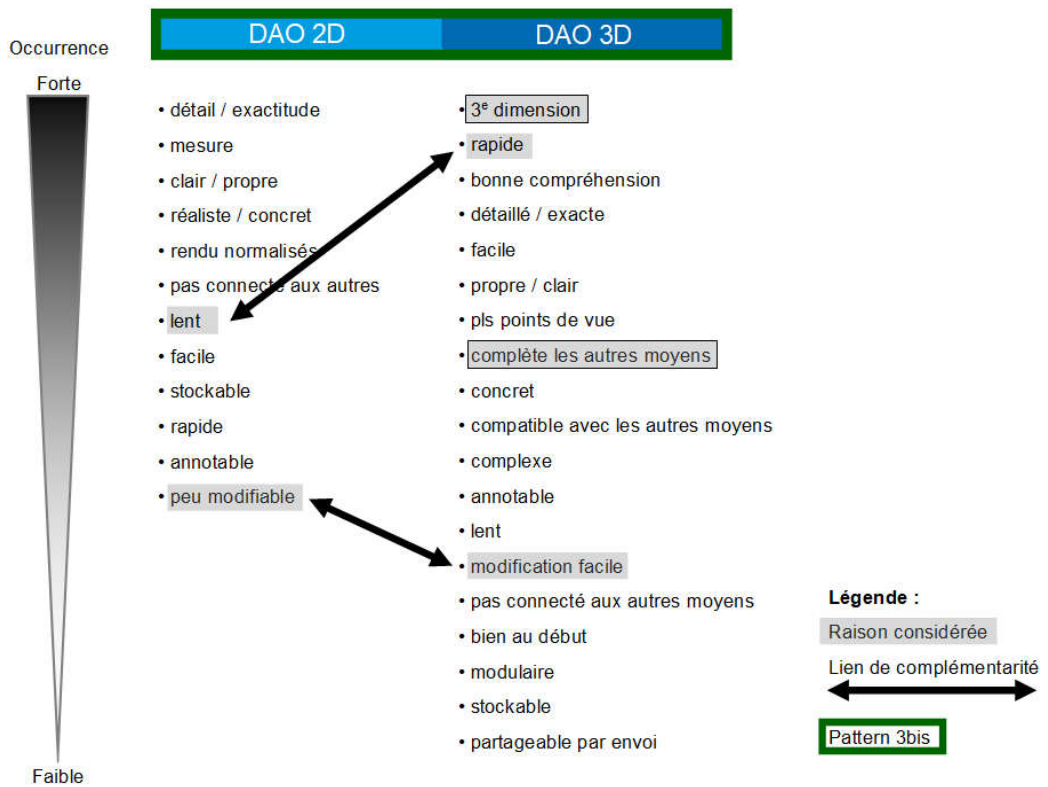 DAO 2D
DAO 3D
Occurrence
Forte
• détail / exactitude
• mesure
• clair / propre
• réaliste / concret
• rendu normalisés
• pas connecté aux autres
• lent
• facile
• stockable
• rapide
• annotable
• peu modifiable
• 3e dimension
• rapide
• bonne compréhension
• détaillé / exacte
• facile
• propre / clair
• pls points de vue
• complète les autres moyens
• concret
• compatible avec les autres moyens
• complexe
• annotable
• lent
• modification facile
• pas connecté aux autres moyens
• bien au début
• modulaire
• stockable
• partageable par envoi
Faible
Légende :
Raison considérée
Lien de complémentarité
Pattern 3bis